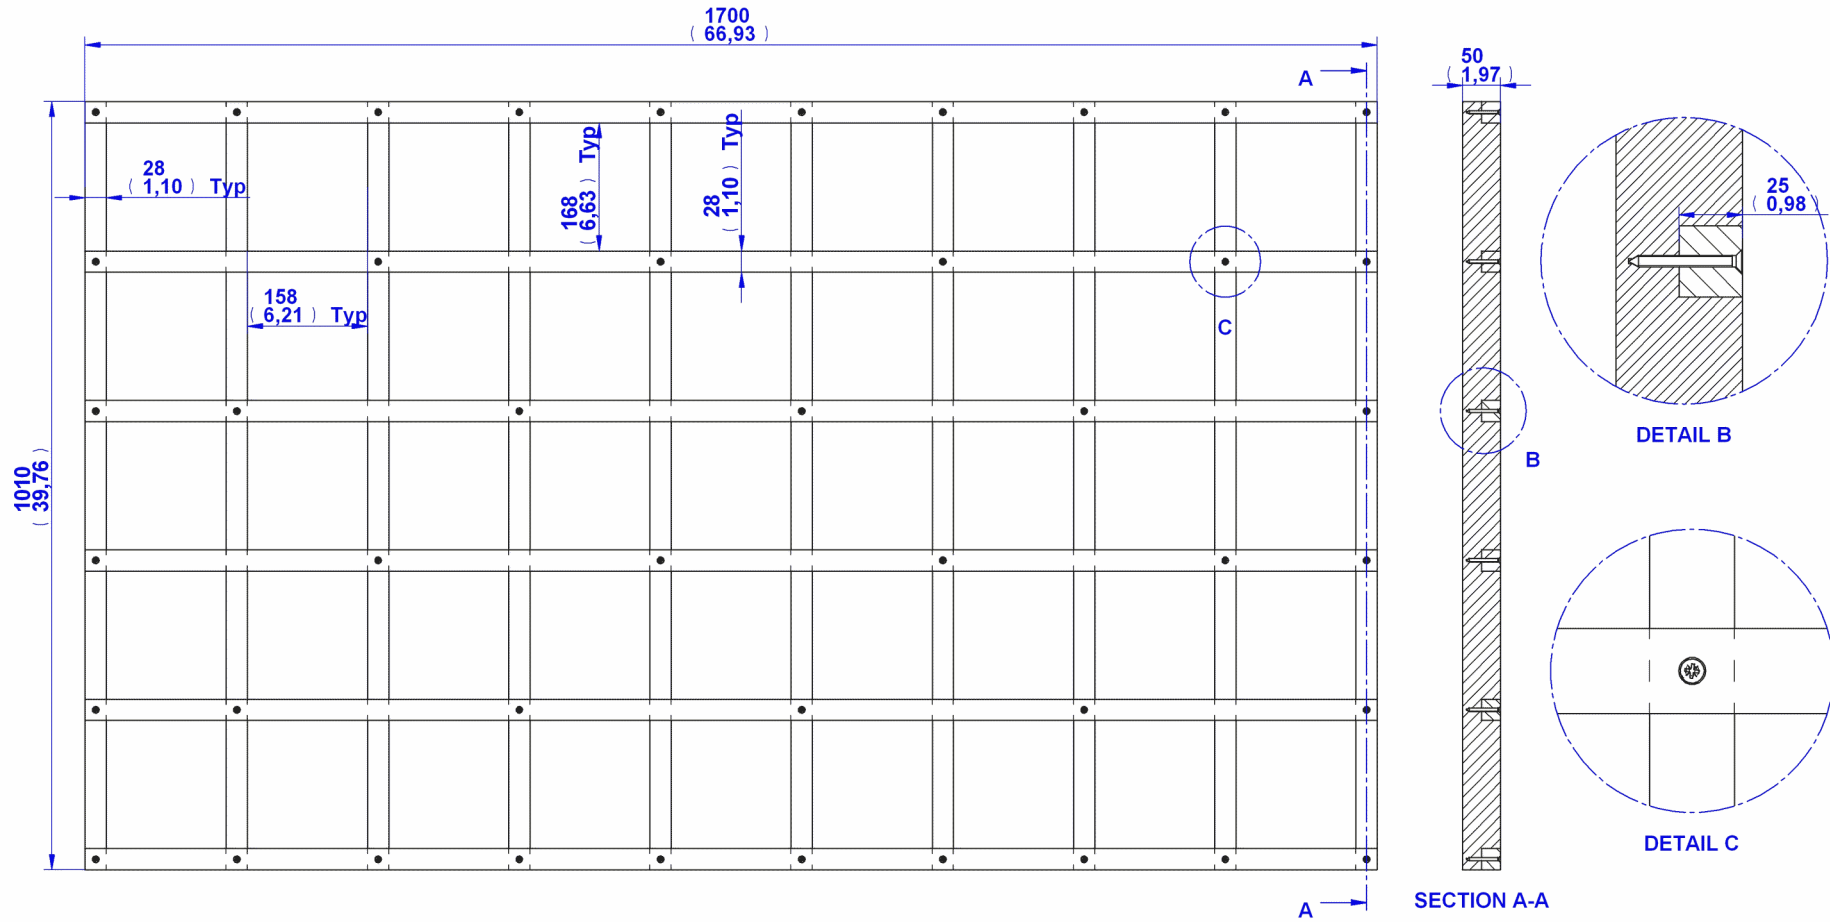 1700
( 66,93 )
A
50
( 1,97 )
28
( 1,10 ) Typ
168
( 6,63 ) Typ
28
( 1,10 ) Typ
25
( 0,98 )
158
( 6,21 ) Typ
C
1010
( 39,76 )
B
DETAIL B
DETAIL C
A
SECTION A-A